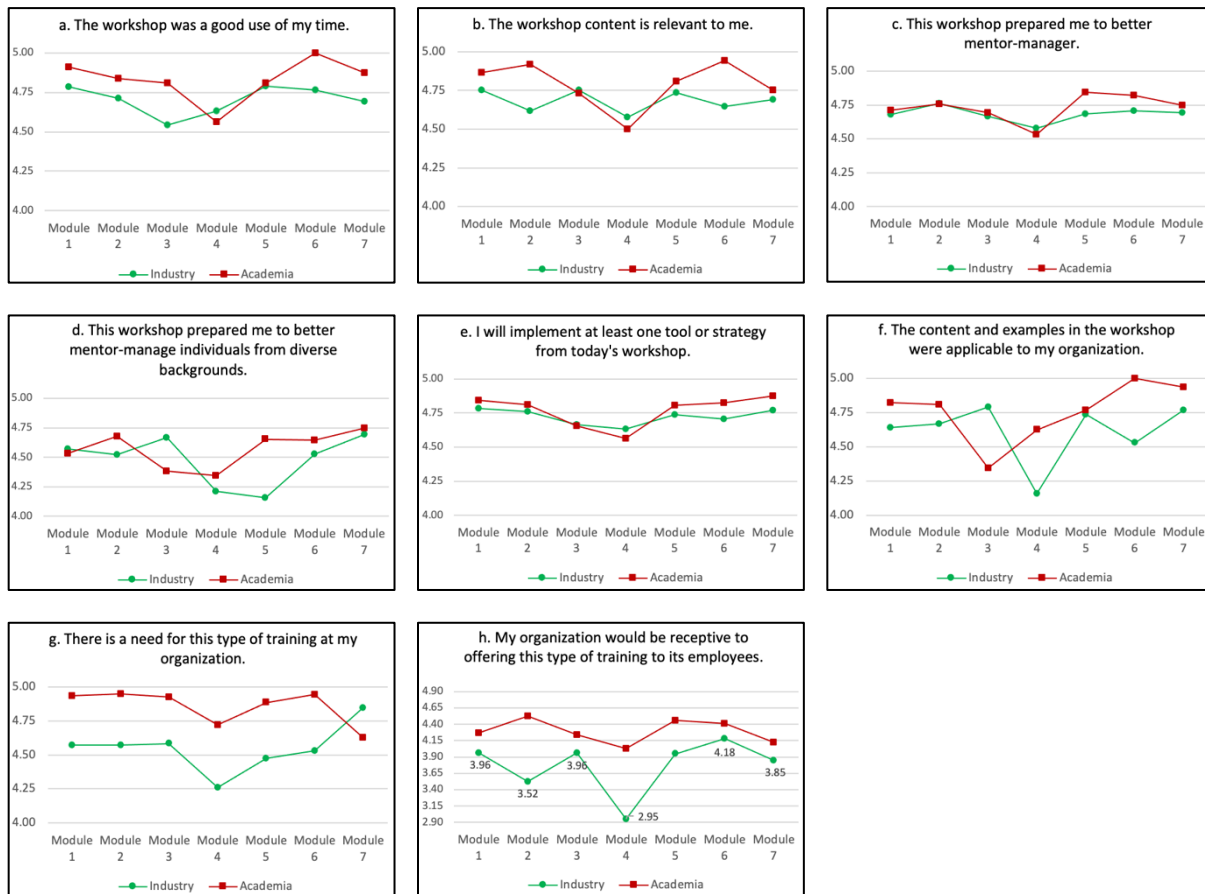 a. The workshop was a good use of my time.
5.00
4.75
4.50
4.25
4.00
Module Module Module Module Module Module Module
1 2 3 4 5 6 7
Industry Academia
b. The workshop content is relevant to me.
5.00
4.75
4.50
4.25
4.00
Module Module Module Module Module Module Module
1 2 3 4 5 6 7
Industry Academia
c. This workshop prepared me to better
mentor-manager.
5.00
4.75
4.50
4.25
4.00
Module Module Module Module Module Module Module
1 2 3 4 5 6 7
Industry Academia
d. This workshop prepared me to better
mentor-manage individuals from diverse
backgrounds.
5.00
4.75
4.50
4.25
4.00
Module Module Module Module Module Module Module
1 2 3 4 5 6 7
Industry Academia
e. I will implement at least one tool or strategy
from today's workshop.
5.00
4.75
4.50
4.25
4.00
Module Module Module Module Module Module Module
1 2 3 4 5 6 7
Industry Academia
f. The content and examples in the workshop
were applicable to my organization.
5.00
4.75
4.50
4.25
4.00
Module Module Module Module Module Module Module
1 2 3 4 5 6 7
Industry Academia
g. There is a need for this type of training at my
organization.
5.00
4.75
4.50
4.25
4.00
Module Module Module Module Module Module Module
1 2 3 4 5 6 7
Industry Academia
h. My organization would be receptive to
offering this type of training to its employees.
4.90
4.65
4.40
4.15
3.90
3.65
3.40
3.15
2.90
3.96 3.52 3.96 2.95 4.18 3.85
Module Module Module Module Module Module Module
1 2 3 4 5 6 7
Industry Academia